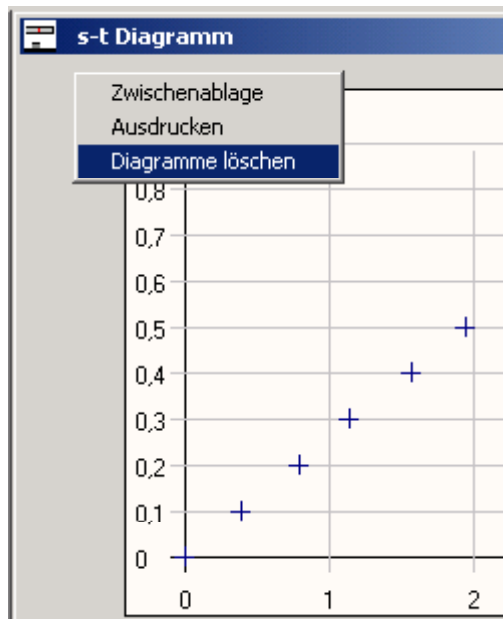 s-t Diagramm
Zwischenablage
Ausdrucken
Diagramme löschen
0,8
0,7
0,6
0,5
0,4
0,3
0,2
0,1
0
0 1 2